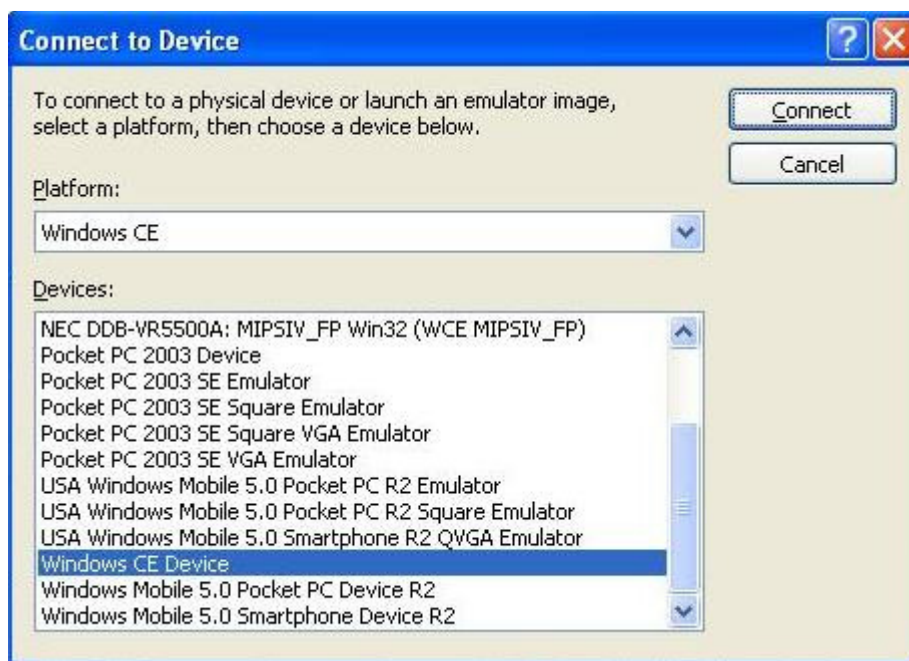 Connect to Device
To connect to a physical device or launch an emulator image,
select a platform, then choose a device below.
Connect
Cancel
Platform:
Windows CE
Devices:
NEC DDB-VR5500A: MIPSIV_FP Win32 (WCE MIPSIV_FP)
Pocket PC 2003 Device
Pocket PC 2003 SE Emulator
Pocket PC 2003 SE Square Emulator
Pocket PC 2003 SE Square VGA Emulator
Pocket PC 2003 SE VGA Emulator
USA Windows Mobile 5.0 Pocket PC R2 Emulator
USA Windows Mobile 5.0 Pocket PC R2 Square Emulator
USA Windows Mobile 5.0 Smartphone R2 QVGA Emulator
Windows CE Device
Windows Mobile 5.0 Pocket PC Device R2
Windows Mobile 5.0 Smartphone Device R2